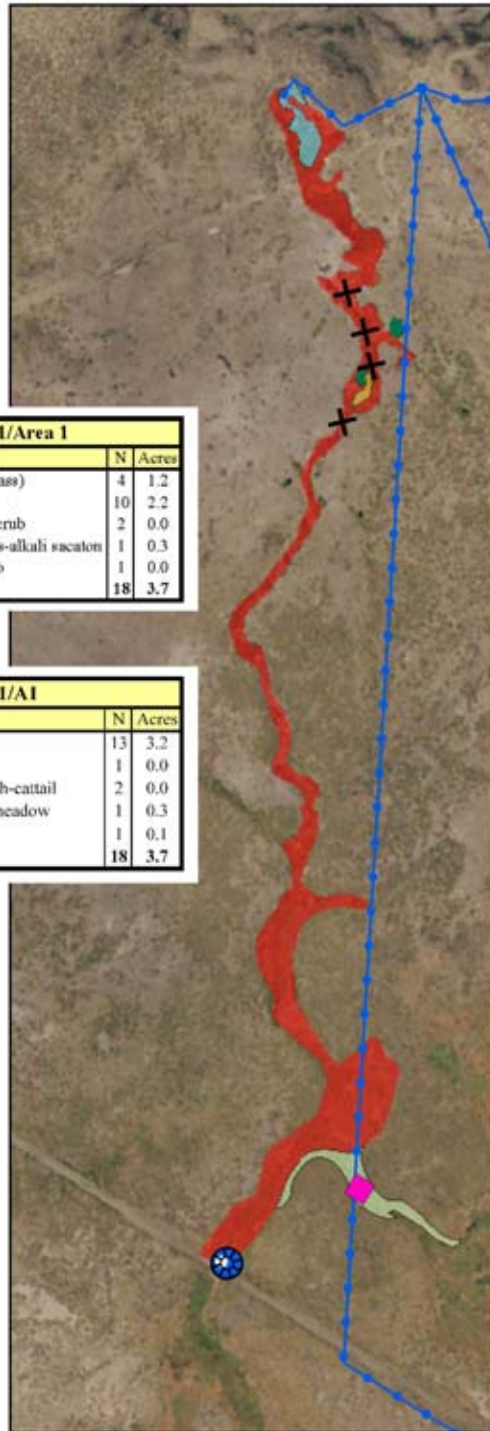 1/Area 1
N Acres
ass) 4 1.2
10 2.2
crub 2 0.0
s-alkali sacaton 1 0.3
b 1 0.0
18 3.7
1/A1
N Acres
13 3.2
1 0.0
h-cattail 2 0.0
meadow 1 0.3
1 0.1
18 3.7